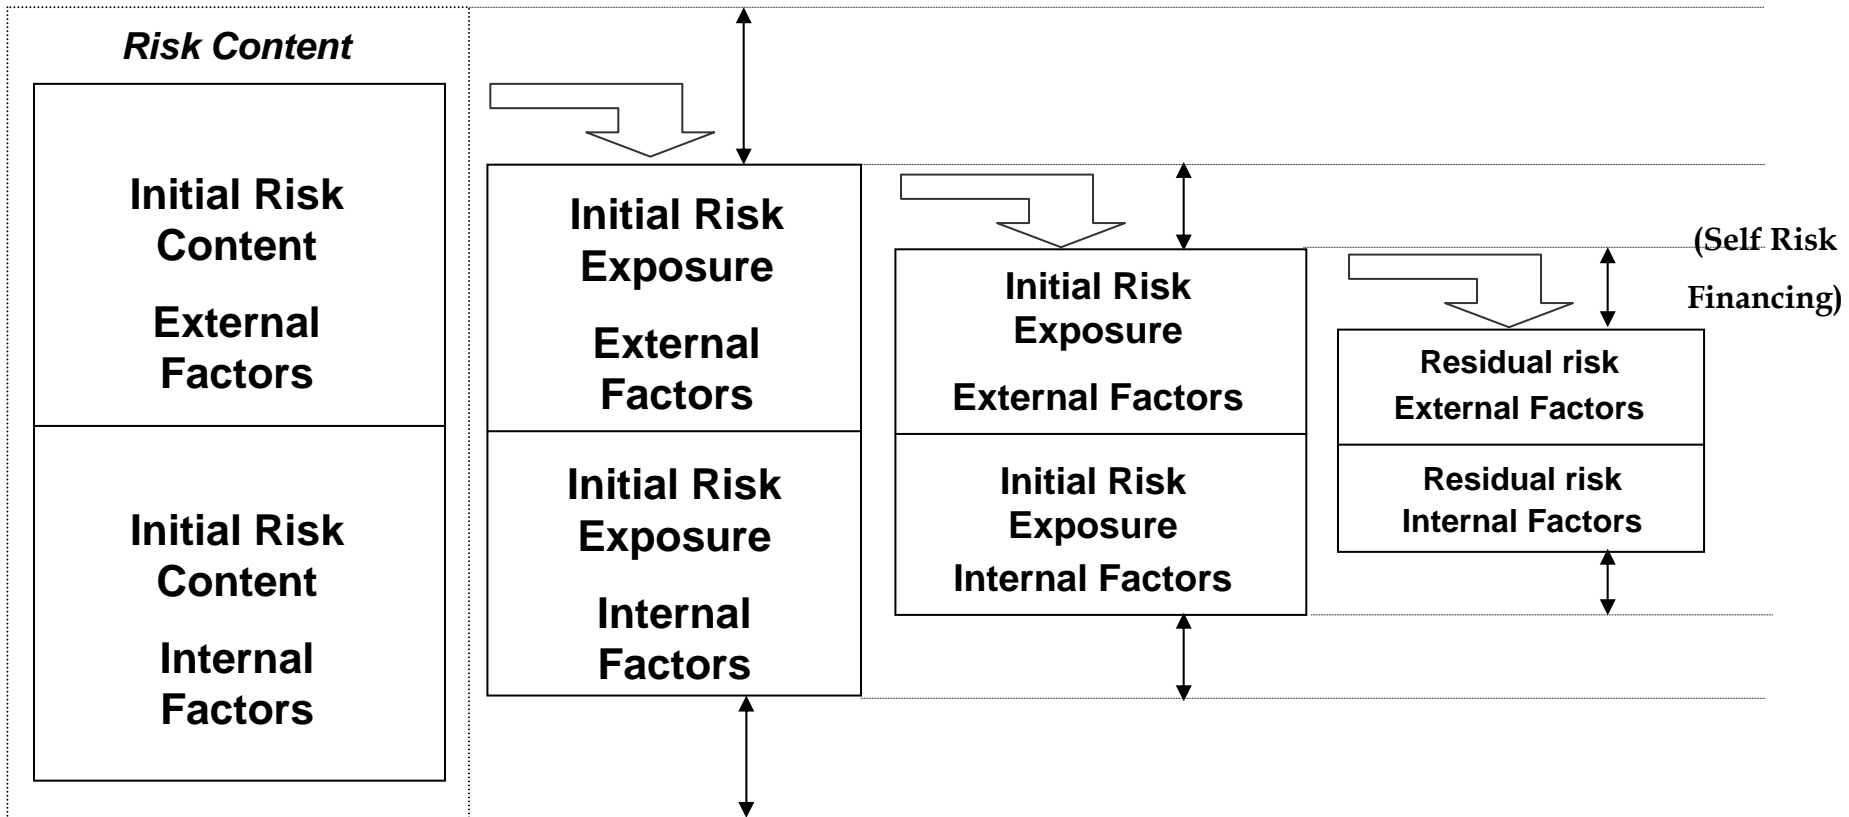 Risk Content
Initial Risk
Content
External
Factors
Initial Risk
Content
Internal
Factors
Initial Risk
Exposure
External
Factors
Initial Risk
Exposure
Internal
Factors
Initial Risk
Exposure
External Factors
Initial Risk
Exposure
Internal Factors
(Self Risk
Financing)
Residual risk
External Factors
Residual risk
Internal Factors